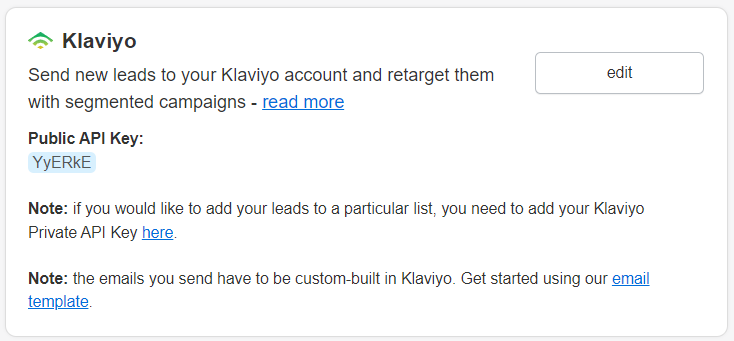 Klaviyo
Send new leads to your Klaviyo account and retarget them
with segmented campaigns - read more
edit
Public API Key:
YyERkE
Note: if you would like to add your leads to a particular list, you need to add your Klaviyo
Private API Key here.
Note: the emails you send have to be custom-built in Klaviyo. Get started using our email
template.